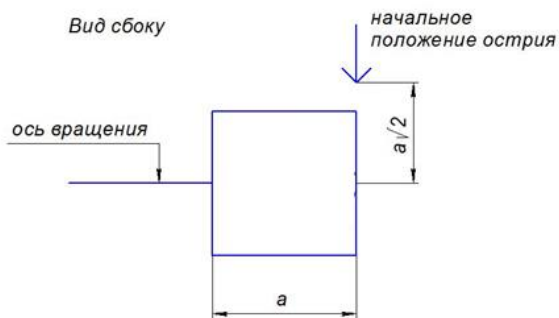 Вид сбоку
начальное
положение острия
ось вращения
a√2
a